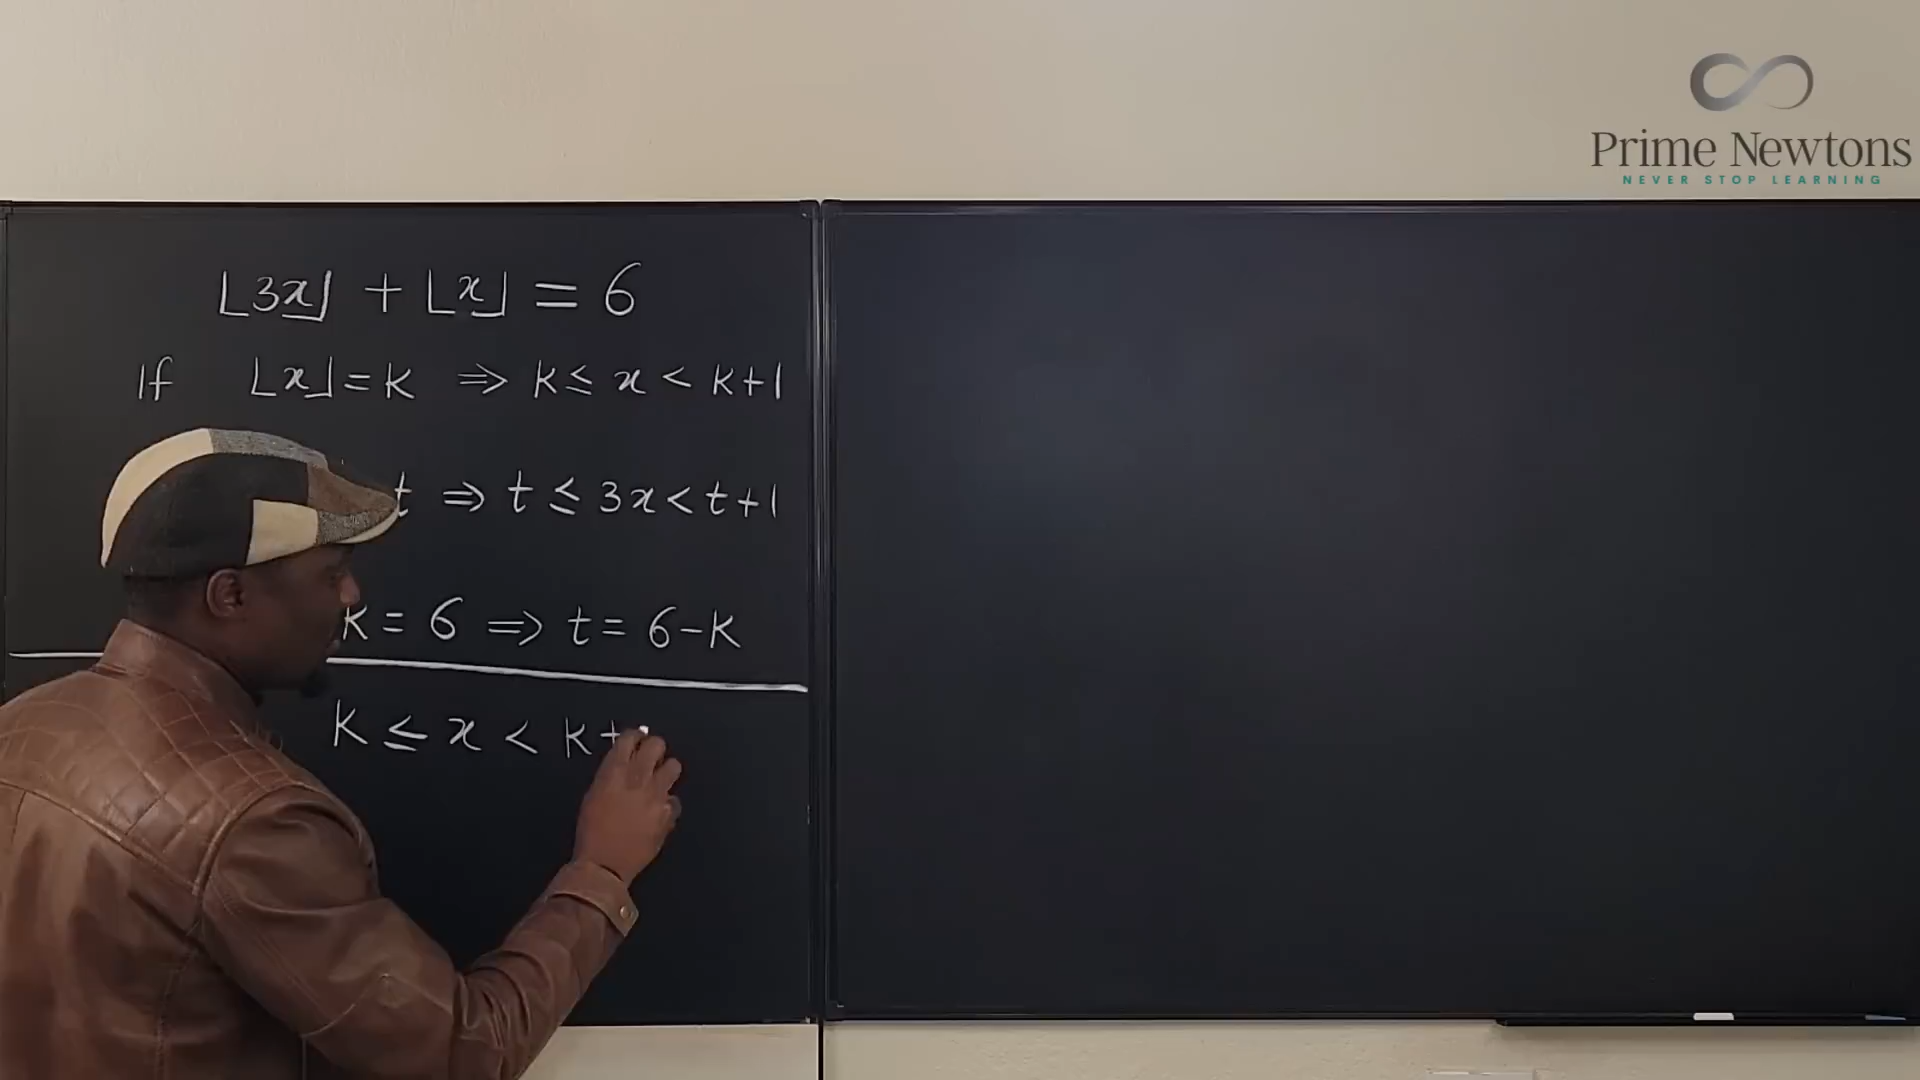 Prime Newtons
NEVER STOP LEARNING
⌊3x⌋ + ⌊x⌋ = 6
If ⌊x⌋ = k ⇒ k ≤ x < k+1
t ⇒ t ≤ 3x < t+1
k = 6 ⇒ t = 6-k
k ≤ x < k+